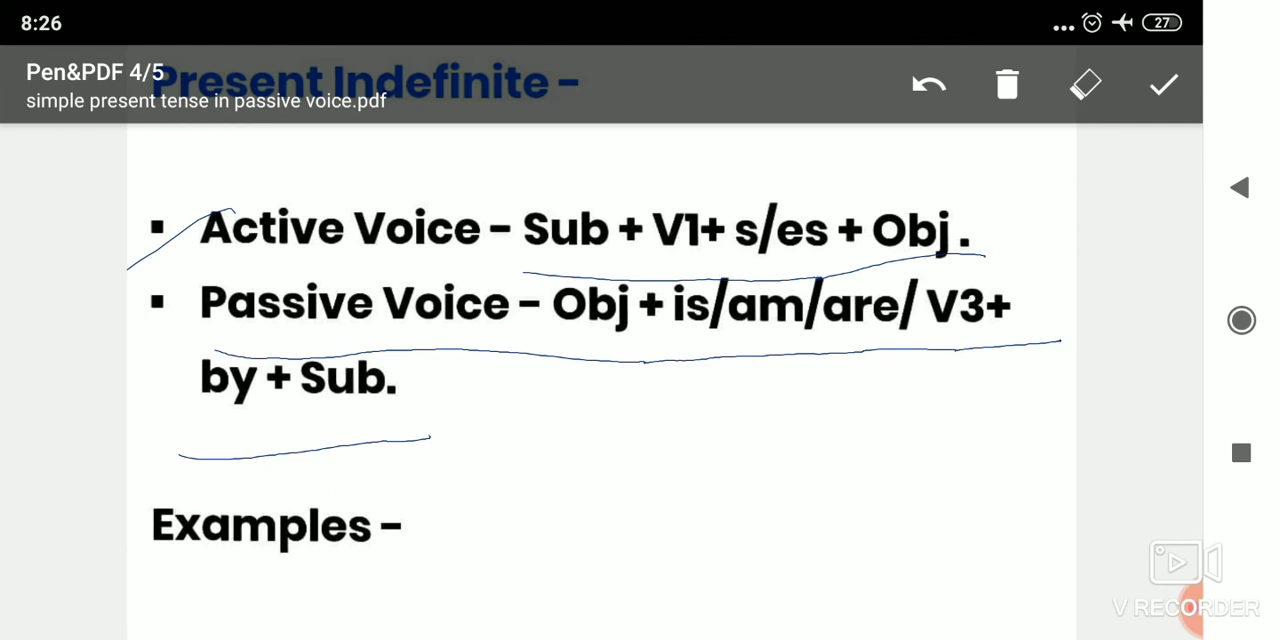 8:26
27
Pen&PDF 4/5
Present Indefinite -
simple present tense in passive voice.pdf
▪ Active Voice - Sub + V1+ s/es + Obj .
▪ Passive Voice - Obj + is/am/are/ V3+
by + Sub.
Examples -
V RECORDER